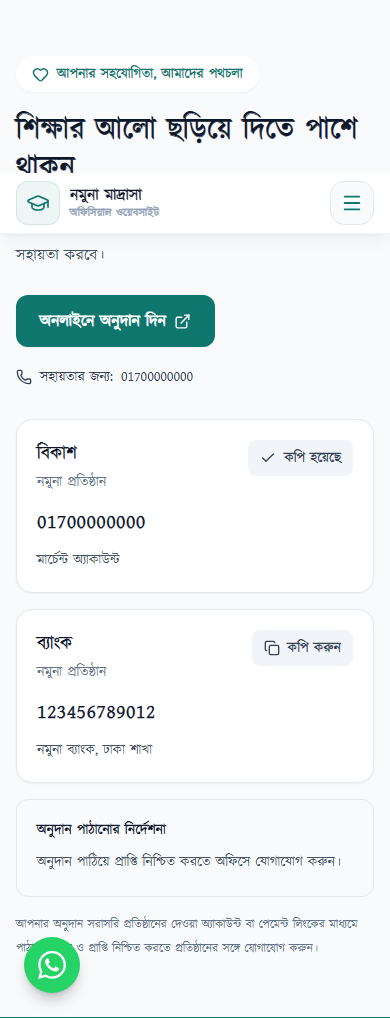 আপনার সহযোগিতা, আমাদের পথচলা
শিক্ষার আলো ছড়িয়ে দিতে পাশে
থাকুন
নমুনা মাদ্রাসা
অফিসিয়াল ওয়েবসাইট
সহায়তা করবে।
অনলাইনে অনুদান দিন
সহায়তার জন্য: 01700000000
বিকাশ
কপি হয়েছে
নমুনা প্রতিষ্ঠান
01700000000
মার্চেন্ট অ্যাকাউন্ট
ব্যাংক
কপি করুন
নমুনা প্রতিষ্ঠান
123456789012
নমুনা ব্যাংক, ঢাকা শাখা
অনুদান পাঠানোর নির্দেশনা
অনুদান পাঠিয়ে প্রাপ্তি নিশ্চিত করতে অফিসে যোগাযোগ করুন।
আপনার অনুদান সরাসরি প্রতিষ্ঠানের দেওয়া অ্যাকাউন্ট বা পেমেন্ট লিংকের মাধ্যমে
ও প্রাপ্তি নিশ্চিত করতে প্রতিষ্ঠানের সঙ্গে যোগাযোগ করুন।